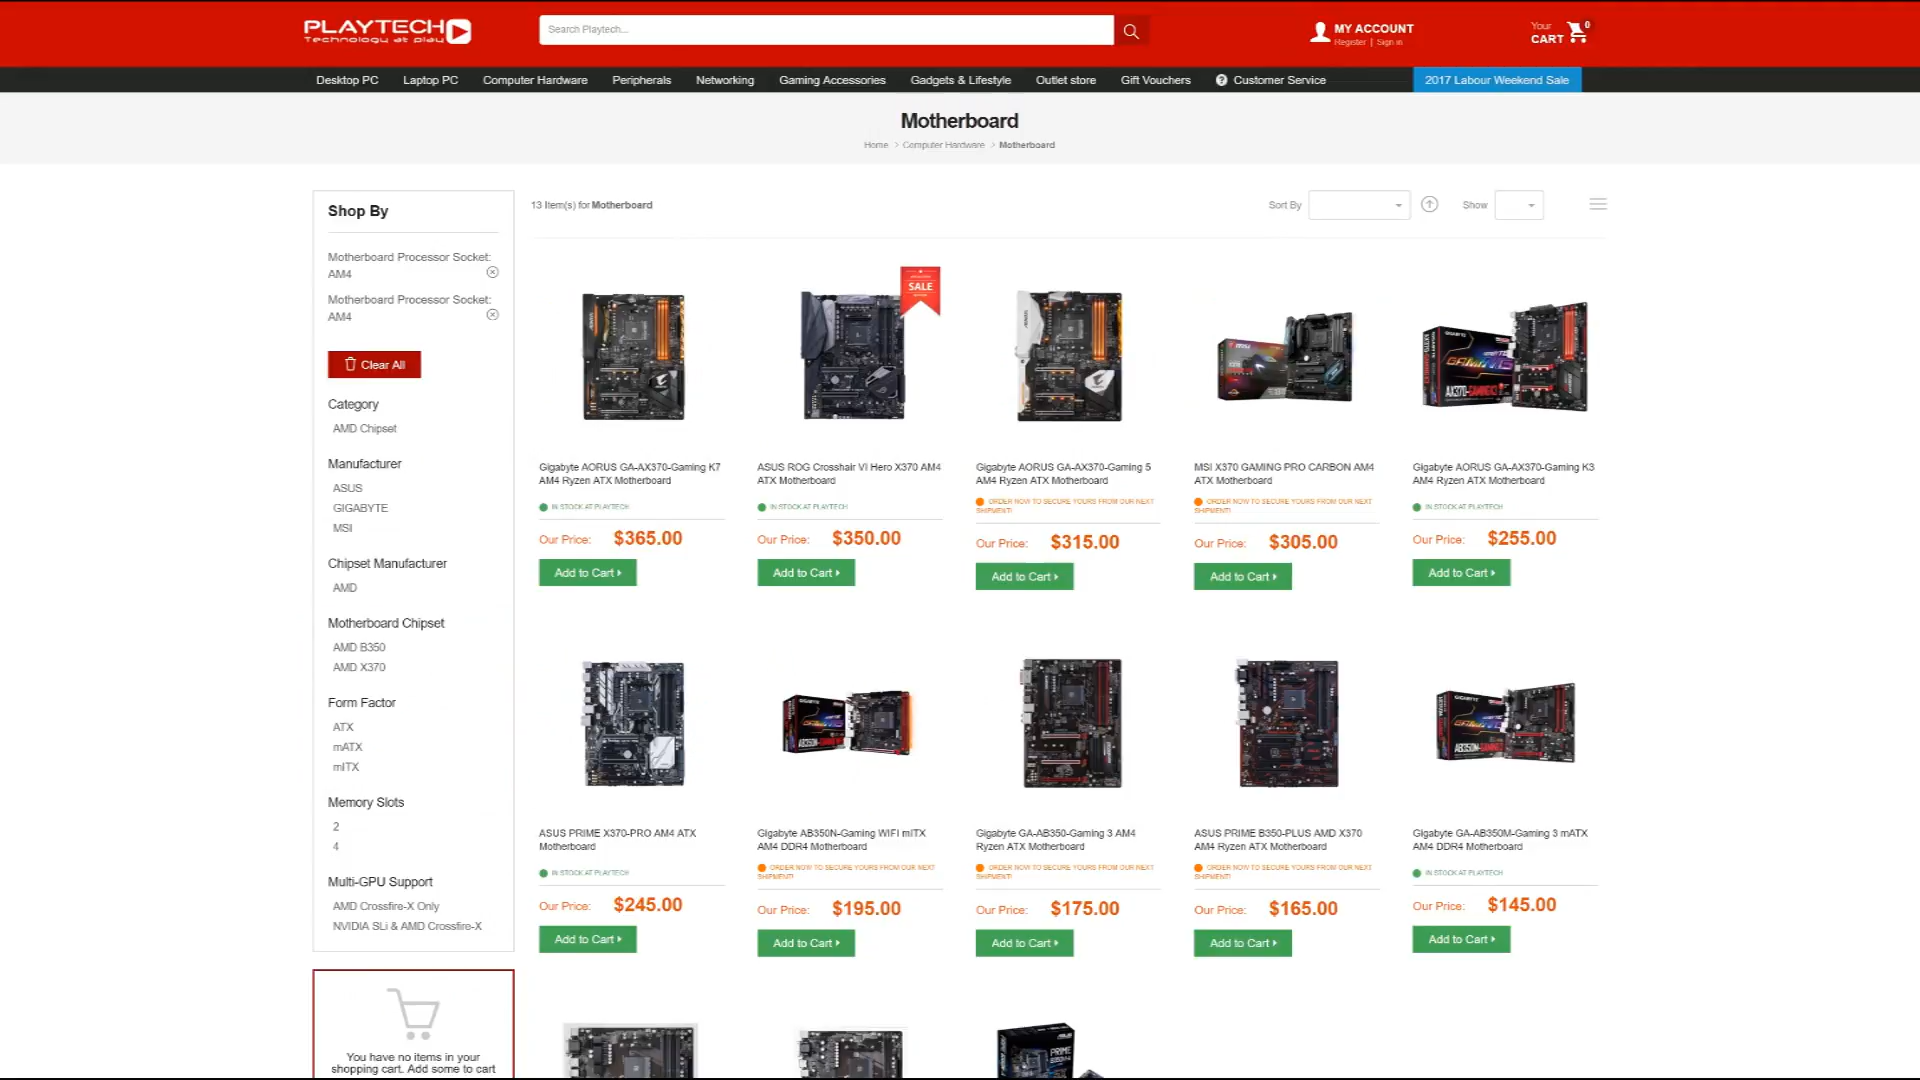 PLAYTECH
Technology at play
Search Playtech...
MY ACCOUNT
Register | Sign in
Your
CART
0
Desktop PC
Laptop PC
Computer Hardware
Peripherals
Networking
Gaming Accessories
Gadgets & Lifestyle
Outlet store
Gift Vouchers
? Customer Service
2017 Labour Weekend Sale
Motherboard
Home > Computer Hardware > Motherboard
Shop By
Motherboard Processor Socket:
AM4
Motherboard Processor Socket:
AM4
Clear All
Category
AMD Chipset
Manufacturer
ASUS
GIGABYTE
MSI
Chipset Manufacturer
AMD
Motherboard Chipset
AMD B350
AMD X370
Form Factor
ATX
mATX
mITX
Memory Slots
2
4
Multi-GPU Support
AMD Crossfire-X Only
NVIDIA SLi & AMD Crossfire-X
You have no items in your
shopping cart. Add some to cart
13 Item(s) for Motherboard
Sort By
Show
SALE
Gigabyte AORUS GA-AX370-Gaming K7
AM4 Ryzen ATX Motherboard
IN STOCK AT PLAYTECH
Our Price: $365.00
Add to Cart
ASUS ROG Crosshair VI Hero X370 AM4
ATX Motherboard
IN STOCK AT PLAYTECH
Our Price: $350.00
Add to Cart
Gigabyte AORUS GA-AX370-Gaming 5
AM4 Ryzen ATX Motherboard
ORDER NOW TO SECURE YOURS FROM OUR NEXT
SHIPMENT!
Our Price: $315.00
Add to Cart
MSI X370 GAMING PRO CARBON AM4
ATX Motherboard
ORDER NOW TO SECURE YOURS FROM OUR NEXT
SHIPMENT!
Our Price: $305.00
Add to Cart
GIGABYTE
GAMING
AX370-GAMING K3
Gigabyte AORUS GA-AX370-Gaming K3
AM4 Ryzen ATX Motherboard
IN STOCK AT PLAYTECH
Our Price: $255.00
Add to Cart
ASUS PRIME X370-PRO AM4 ATX
Motherboard
IN STOCK AT PLAYTECH
Our Price: $245.00
Add to Cart
Gigabyte AB350N-Gaming WIFI mITX
AM4 DDR4 Motherboard
ORDER NOW TO SECURE YOURS FROM OUR NEXT
SHIPMENT!
Our Price: $195.00
Add to Cart
Gigabyte GA-AB350-Gaming 3 AM4
Ryzen ATX Motherboard
ORDER NOW TO SECURE YOURS FROM OUR NEXT
SHIPMENT!
Our Price: $175.00
Add to Cart
ASUS PRIME B350-PLUS AMD X370
AM4 Ryzen ATX Motherboard
ORDER NOW TO SECURE YOURS FROM OUR NEXT
SHIPMENT!
Our Price: $165.00
Add to Cart
Gigabyte GA-AB350M-Gaming 3 mATX
AM4 DDR4 Motherboard
IN STOCK AT PLAYTECH
Our Price: $145.00
Add to Cart
PRIME